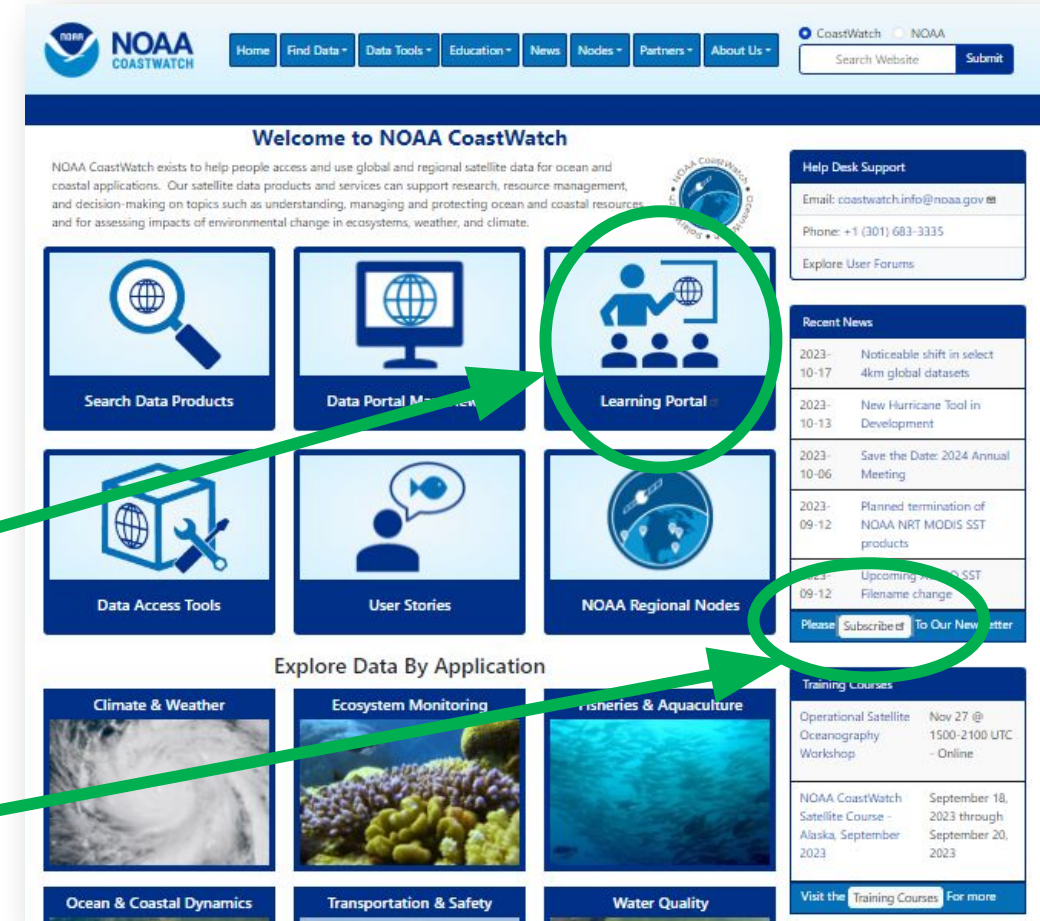 NOAA
NOAA
COASTWATCH
Home
Find Data
Data Tools
Education
News
Nodes
Partners
About Us
CoastWatch
NOAA
Search Website
Submit
Welcome to NOAA CoastWatch
NOAA CoastWatch exists to help people access and use global and regional satellite data for ocean and
coastal applications. Our satellite data products and services can support research, resource management,
and decision-making on topics such as understanding, managing and protecting ocean and coastal resources
and for assessing impacts of environmental change in ecosystems, weather, and climate.
Search Data Products
Data Portal
Learning Portal
Data Access Tools
User Stories
NOAA Regional Nodes
Explore Data By Application
Climate & Weather
Ecosystem Monitoring
Fisheries & Aquaculture
Ocean & Coastal Dynamics
Transportation & Safety
Water Quality
Help Desk Support
Email: coastwatch.info@noaa.gov
Phone: +1 (301) 683-3335
Explore User Forums
Recent News
2023-
10-17
Noticeable shift in select
4km global datasets
2023-
10-13
New Hurricane Tool in
Development
2023-
10-06
Save the Date: 2024 Annual
Meeting
2023-
09-12
Planned termination of
NOAA NRT MODIS SST
products
2023-
09-12
Upcoming SST
Filename change
Please Subscribe To Our Newsletter
Training Courses
Operational Satellite
Oceanography
Workshop
Nov 27 @
1500-2100 UTC
- Online
NOAA CoastWatch
Satellite Course -
Alaska, September
2023
September 18,
2023 through
September 20,
2023
Visit the Training Courses For more